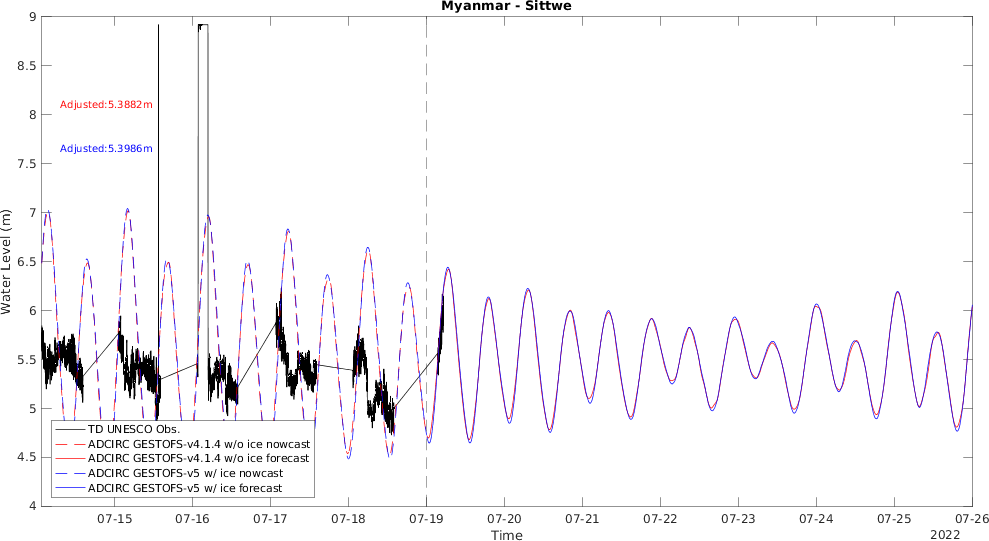 Myanmar - Sittwe
9
8.5
8
7.5
7
6.5
6
5.5
5
4.5
4
Water Level (m)
Adjusted:5.3882m
Adjusted:5.3986m
TD UNESCO Obs.
ADCIRC GESTOFS-v4.1.4 w/o ice nowcast
ADCIRC GESTOFS-v4.1.4 w/o ice forecast
ADCIRC GESTOFS-v5 w/ ice nowcast
ADCIRC GESTOFS-v5 w/ ice forecast
07-15 07-16 07-17 07-18 07-19 07-20 07-21 07-22 07-23 07-24 07-25 07-26
Time
2022